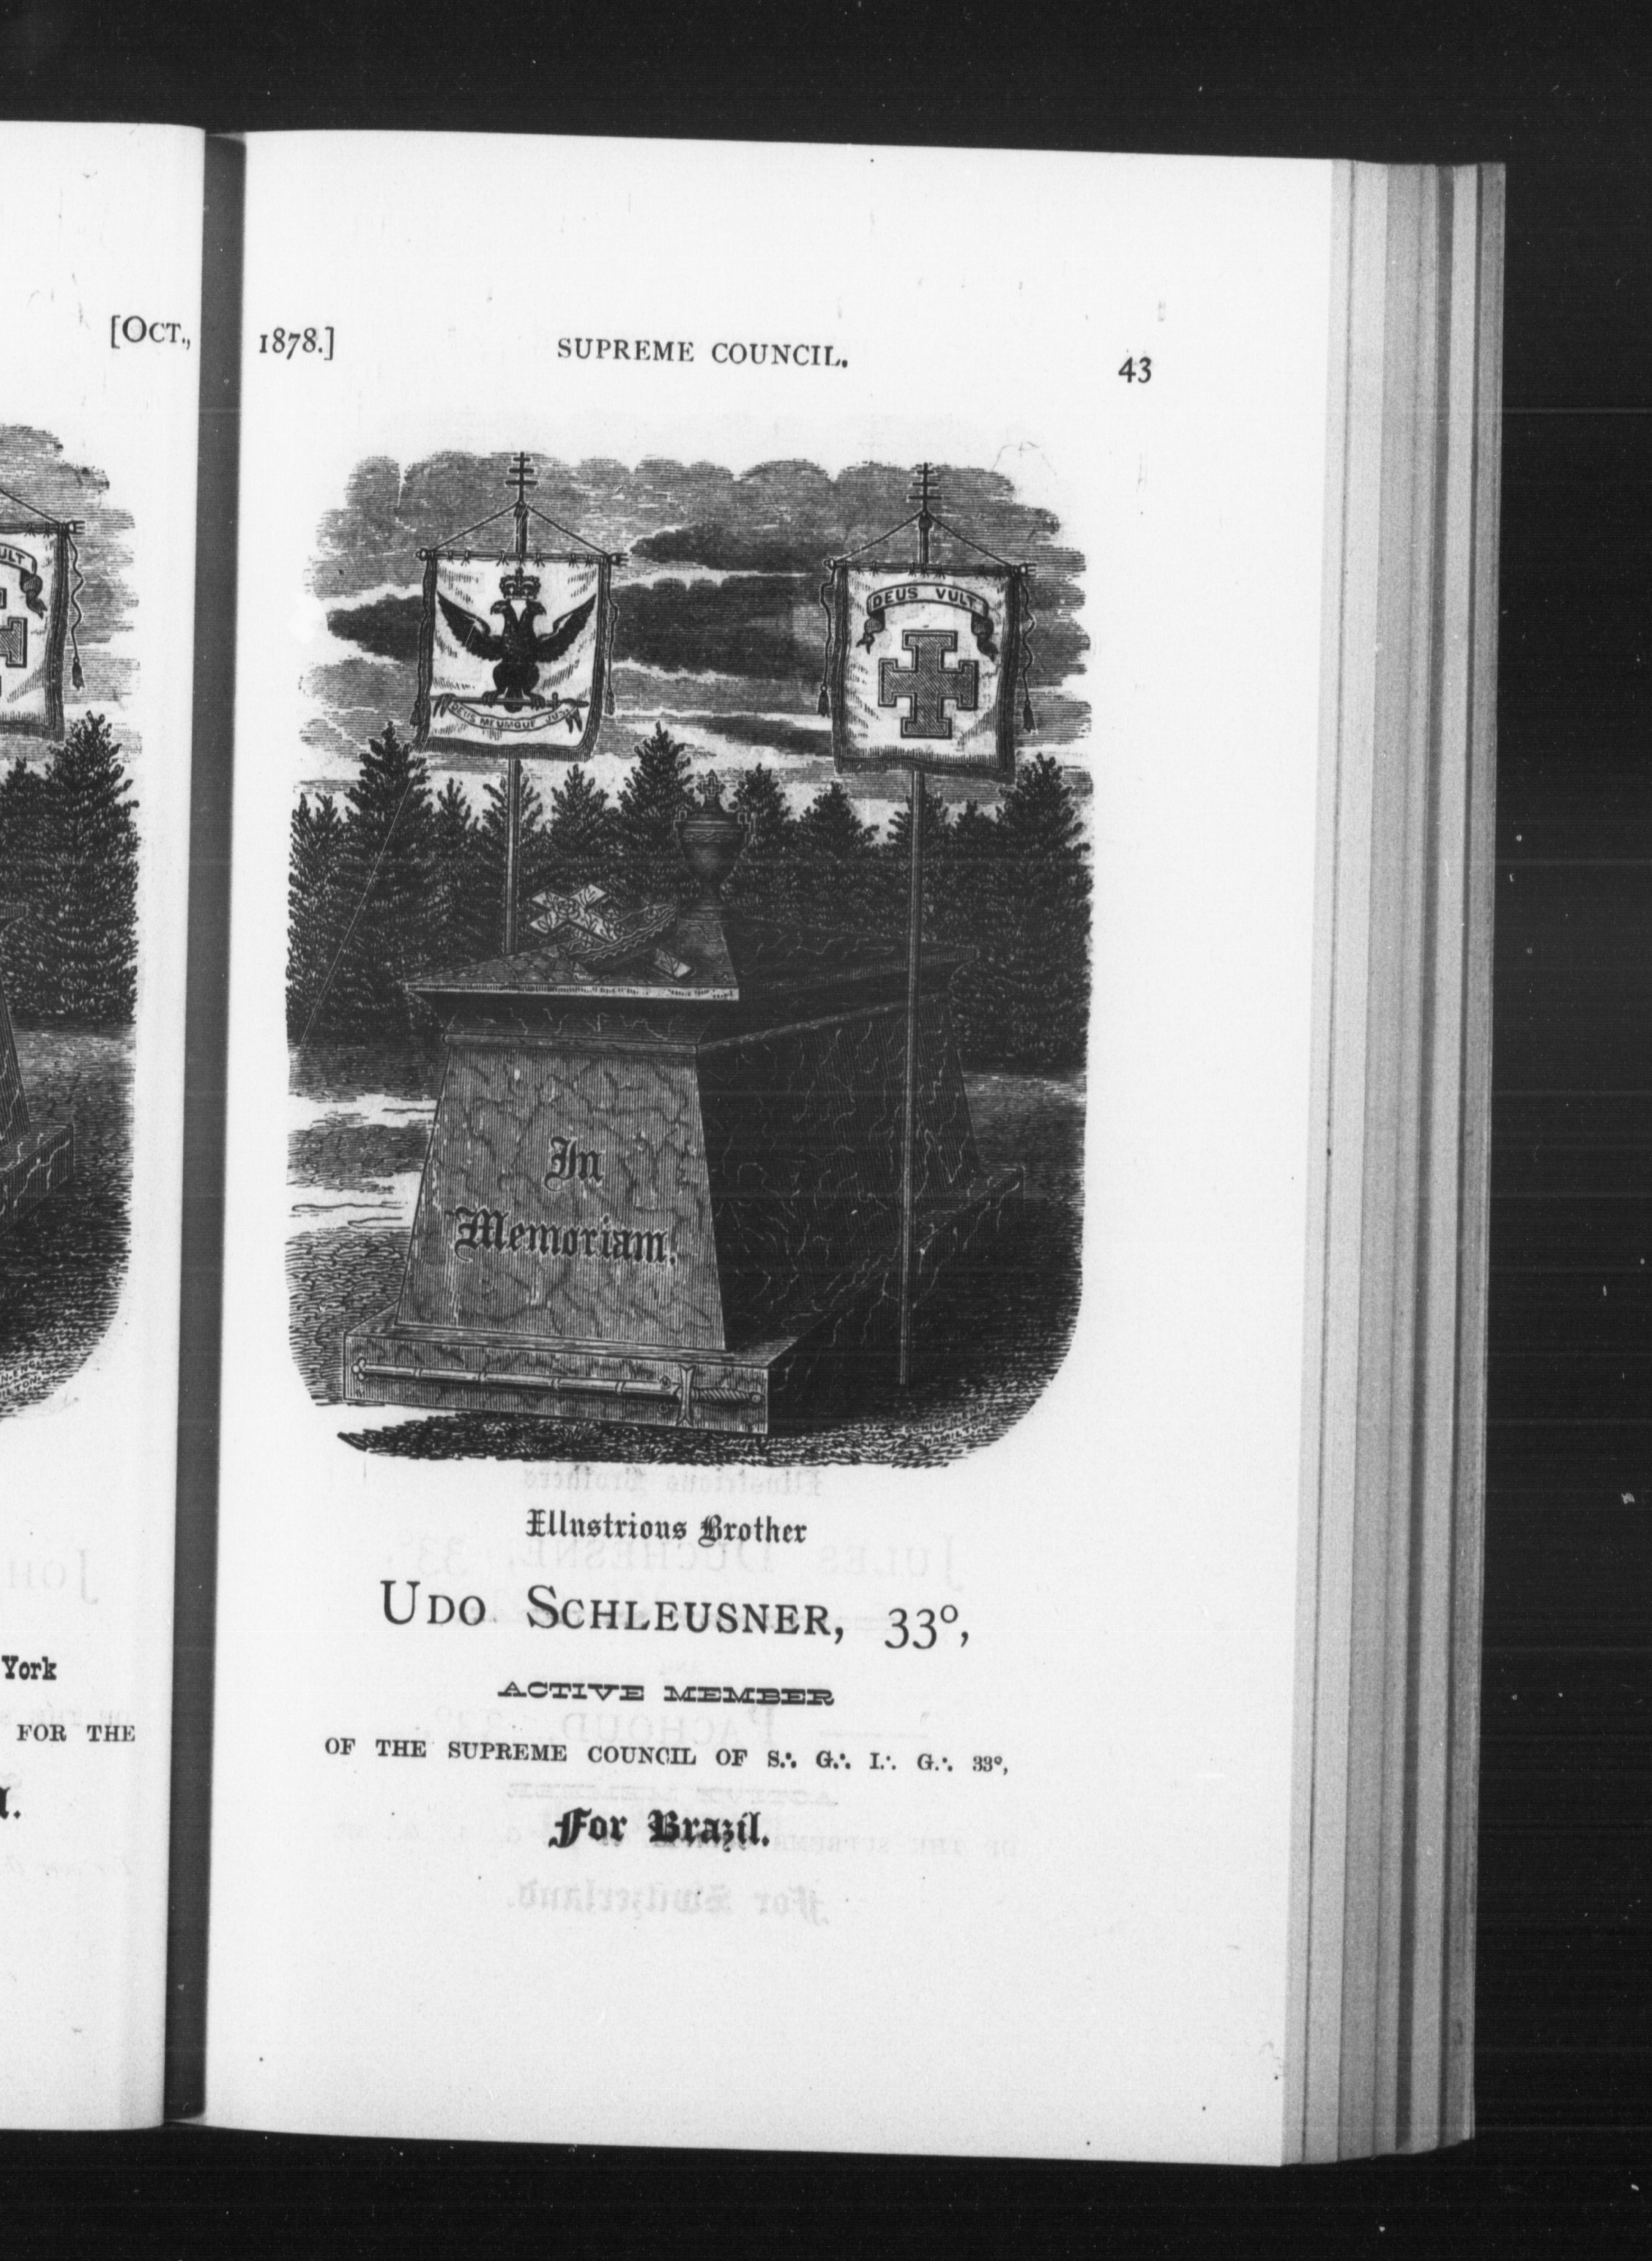 [OCT.,
ULT
York
FOR THE
1878.] SUPREME COUNCIL. 43
DEUS VULT
DEUS MEUMQUE JUS
In
Memoriam.
Illustrious Brother
UDO SCHLEUSNER, 33°,
ACTIVE MEMBER
OF THE SUPREME COUNCIL OF S∴ G∴ I∴ G∴ 33°,
For Brazil.